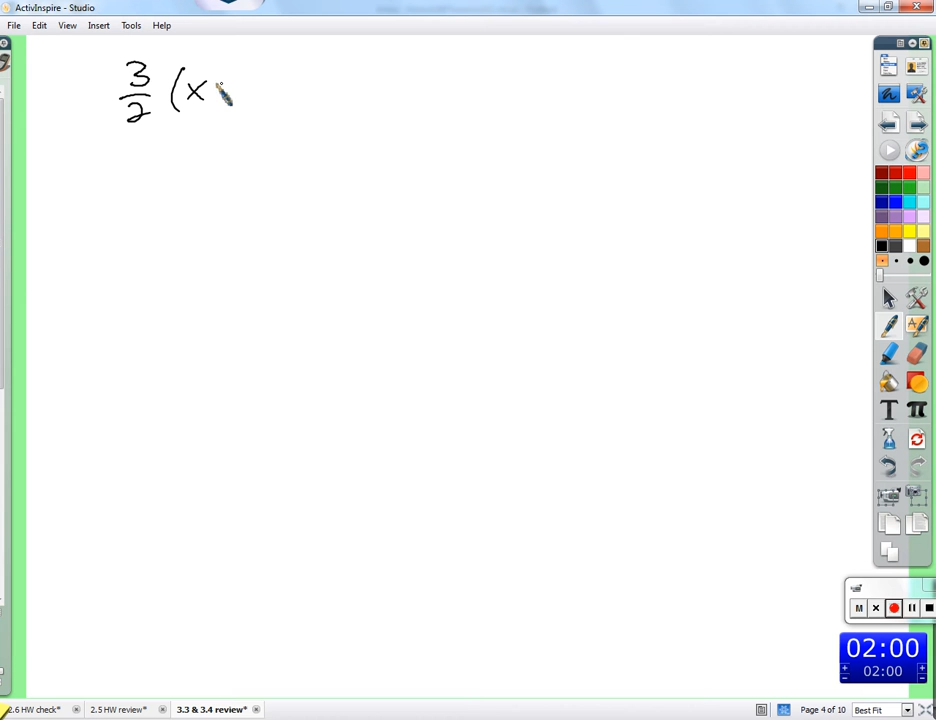 ActivInspire - Studio
File Edit View Insert Tools Help
3/2 (x
M
02:00
02:00
2.6 HW check* 2.5 HW review* 3.3 & 3.4 review* Page 4 of 10 Best Fit